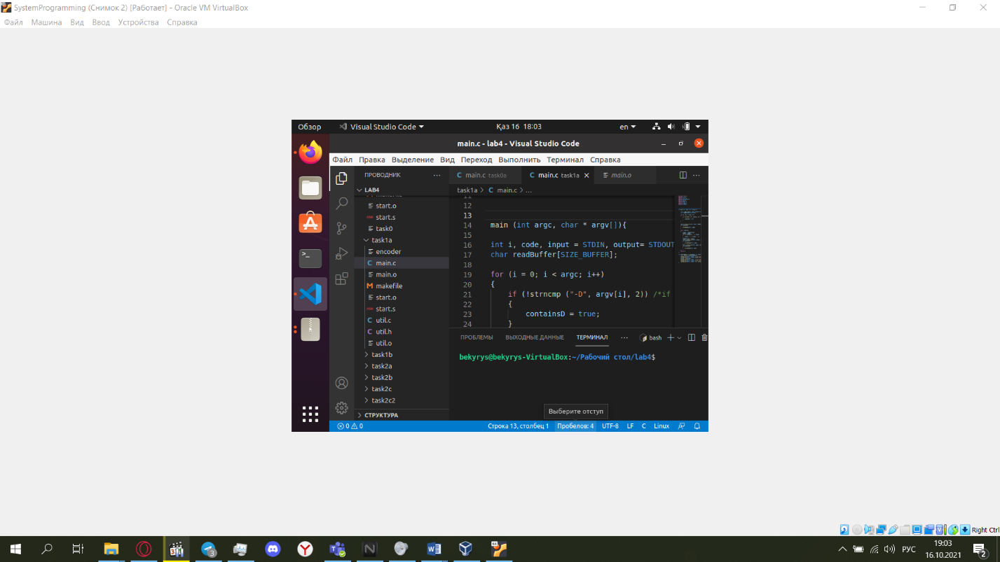 SystemProgramming (Снимок 2) [Работает] - Oracle VM VirtualBox
Файл Машина Вид Ввод Устройства Справка
Обзор Visual Studio Code Қаз 16 18:03 en
main.c - lab4 - Visual Studio Code
Файл Правка Выделение Вид Переход Выполнить Терминал Справка
ПРОВОДНИК ··· main.c task0a main.c task1a main.o ···
LAB4 task1a > main.c > ...
start.o
start.s
task0
task1a
encoder
main.c
main.o
makefile
start.o
start.s
util.c
util.h
util.o
task1b
task2a
task2b
task2c
task2c2
СТРУКТУРА
11
12
13
14 main (int argc, char * argv[]){
15
16 int i, code, input = STDIN, output= STDOUT
17 char readBuffer[SIZE_BUFFER];
18
19 for (i = 0; i < argc; i++)
20 {
21 if (!strncmp ("-D", argv[i], 2)) /*if
22 {
23 containsD = true;
24 }
ПРОБЛЕМЫ ВЫХОДНЫЕ ДАННЫЕ ТЕРМИНАЛ ··· bash
bekyrys@bekyrys-VirtualBox:~/Рабочий стол/lab4$
Выберите отступ
0 0 Строка 13, столбец 1 Пробелов: 4 UTF-8 LF C Linux
Right Ctrl
РУС 19:03
16.10.2021
3
2